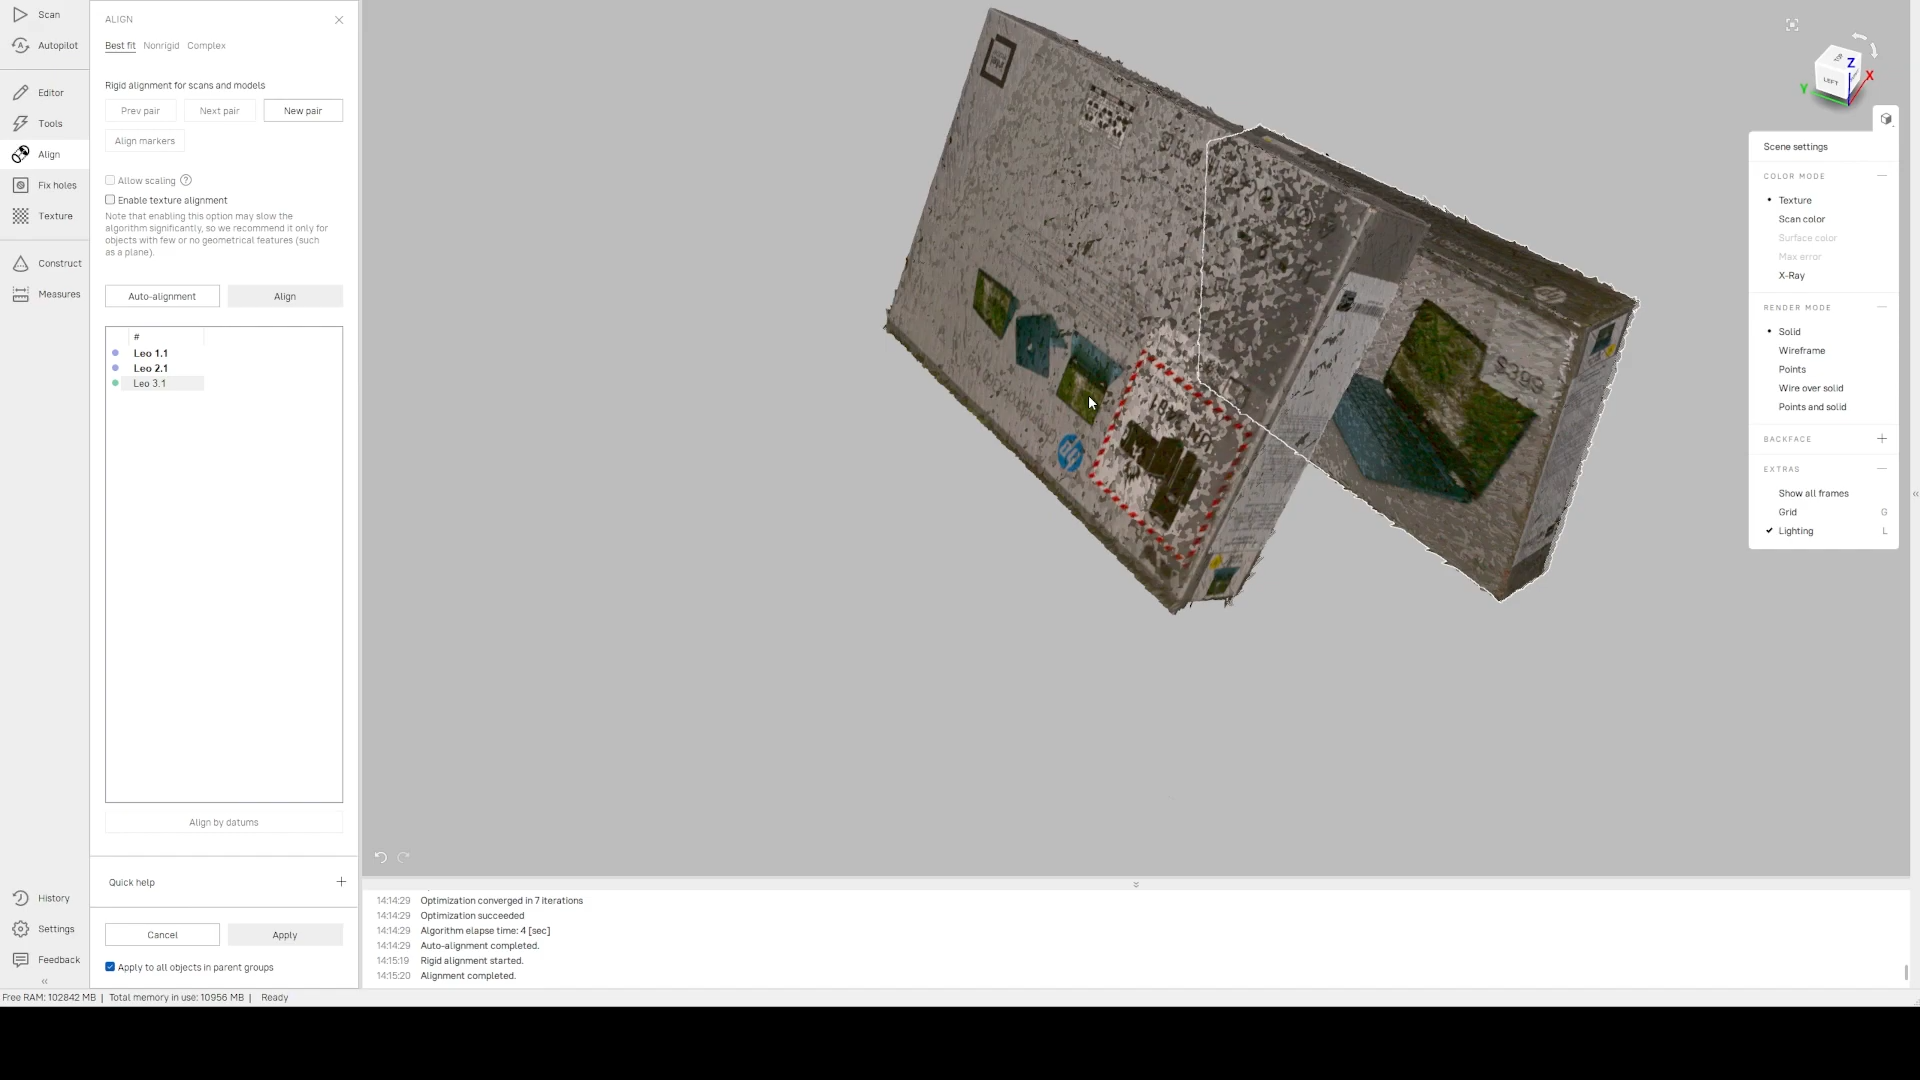 Scan
Autopilot
Editor
Tools
Align
Fix holes
Texture
Construct
Measures
History
Settings
Feedback
ALIGN
Best fit Nonrigid Complex
Rigid alignment for scans and models
Prev pair Next pair New pair
Align markers
Allow scaling ?
Enable texture alignment
Note that enabling this option may slow the
algorithm significantly, so we recommend it only for
objects with few or no geometrical features (such
as a plane).
Auto-alignment Align
#
Leo 1.1
Leo 2.1
Leo 3.1
Align by datums
Quick help
Cancel Apply
Apply to all objects in parent groups
hp
$399
Z
X
Y
LEFT
Scene settings
COLOR MODE
Texture
Scan color
Surface color
Max error
X-Ray
RENDER MODE
Solid
Wireframe
Points
Wire over solid
Points and solid
BACKFACE
EXTRAS
Show all frames
Grid G
Lighting L
14:14:29 Optimization converged in 7 iterations
14:14:29 Optimization succeeded
14:14:29 Algorithm elapse time: 4 [sec]
14:14:29 Auto-alignment completed.
14:15:19 Rigid alignment started.
14:15:20 Alignment completed.
Free RAM: 102842 MB | Total memory in use: 10956 MB | Ready